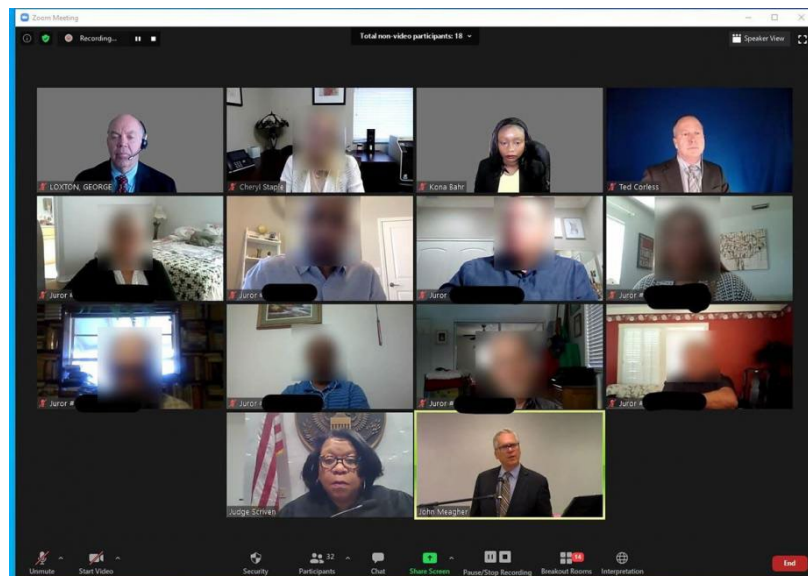 Zoom Meeting
Recording...
Total non-video participants: 18
Speaker View
LOXTON, GEORGE
Cheryl Staple
Kona Bahr
Ted Corless
Juror #
Juror #
Juror
Juror #
Juror #
Juror #
Juror #
Juror #
Judge Scriven
John Meagher
Unmute
Start Video
Security
Participants
32
Chat
Share Screen
Pause/Stop Recording
Breakout Rooms
14
Interpretation
End